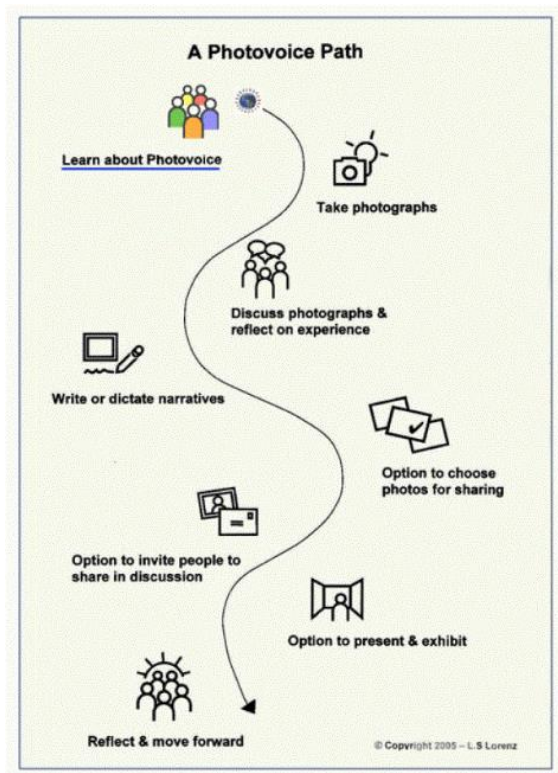 A Photovoice Path
Learn about Photovoice
Take photographs
Discuss photographs &
reflect on experience
Write or dictate narratives
Option to choose
photos for sharing
Option to invite people to
share in discussion
Option to present & exhibit
Reflect & move forward
© Copyright 2005 – L.S Lorenz